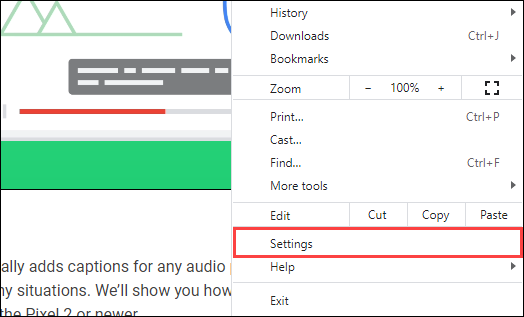 History
Downloads Ctrl+J
Bookmarks
Zoom − 100% +
Print... Ctrl+P
Cast...
Find... Ctrl+F
More tools
Edit Cut Copy Paste
Settings
Help
Exit
ally adds captions for any audio
ny situations. We'll show you how
the Pixel 2 or newer